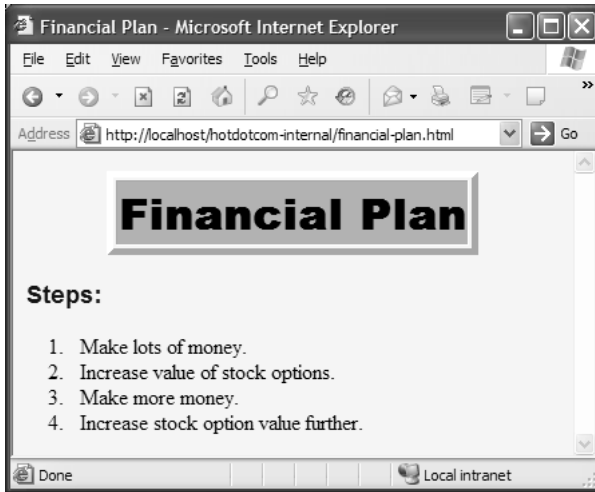 Financial Plan - Microsoft Internet Explorer
File Edit View Favorites Tools Help
»
Address http://localhost/hotdotcom-internal/financial-plan.html Go
Financial Plan
Steps:
1. Make lots of money.
2. Increase value of stock options.
3. Make more money.
4. Increase stock option value further.
Done Local intranet